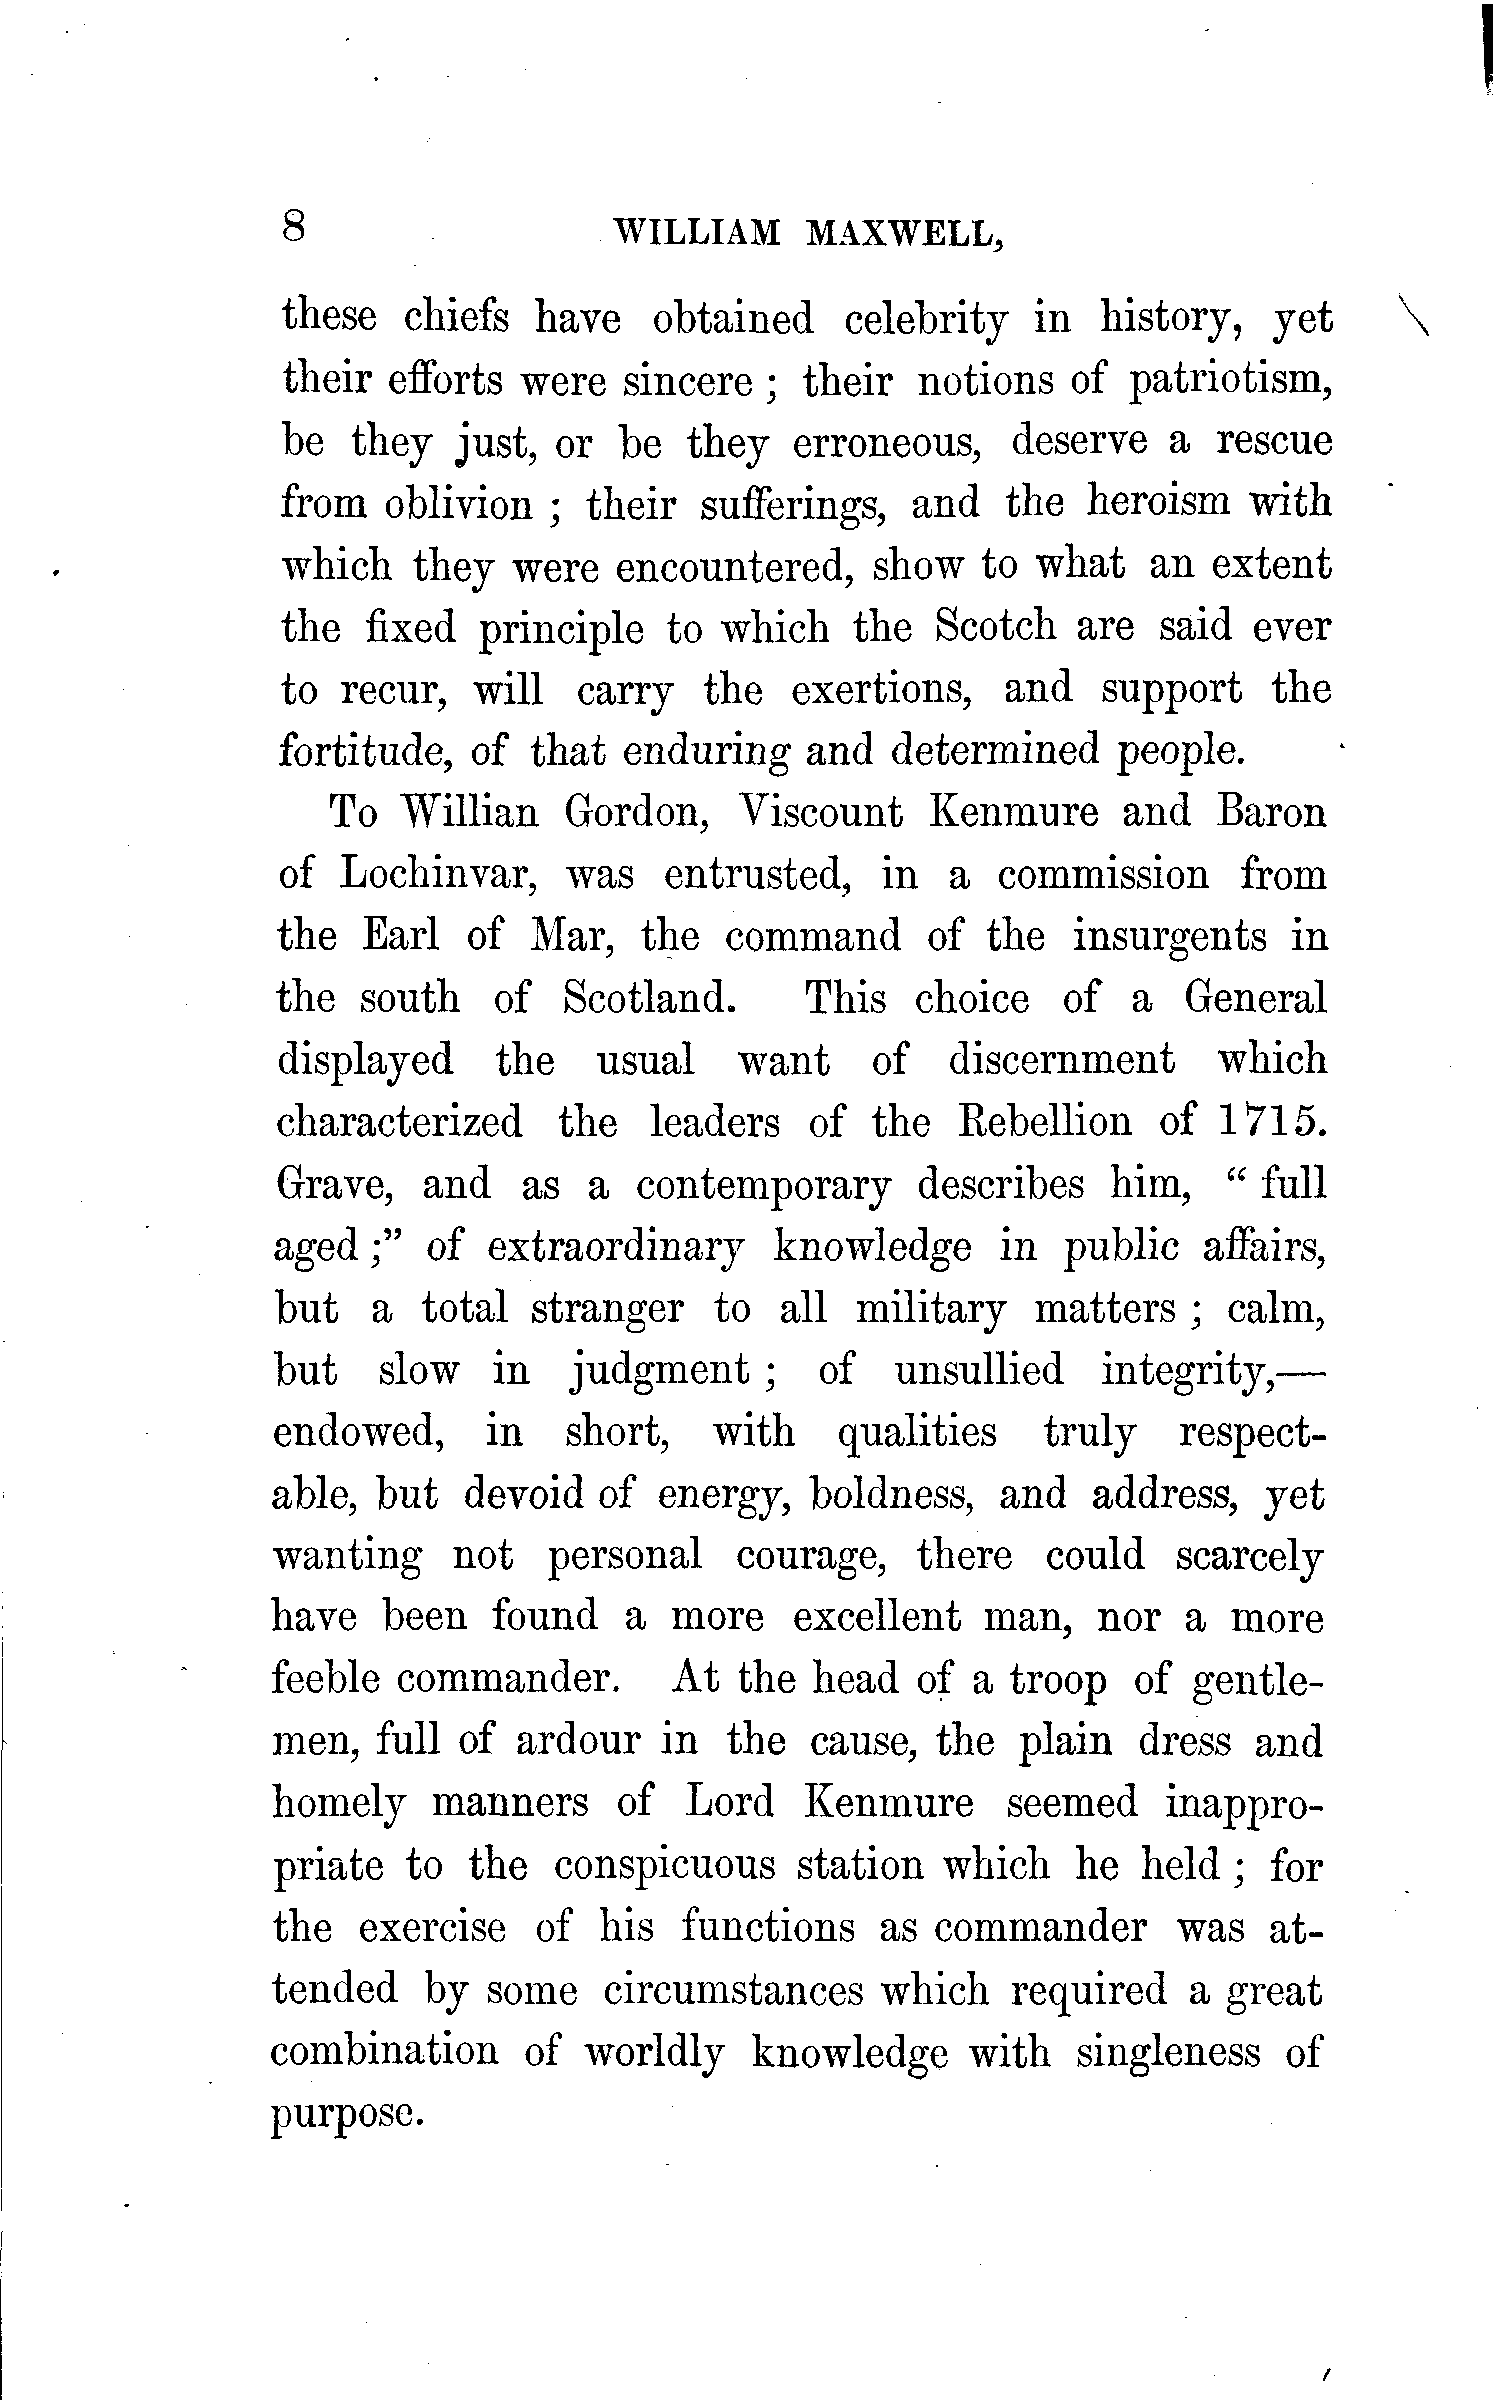 8 WILLIAM MAXWELL,
these chiefs have obtained celebrity in history, yet
their efforts were sincere ; their notions of patriotism,
be they just, or be they erroneous, deserve a rescue
from oblivion ; their sufferings, and the heroism with
which they were encountered, show to what an extent
the fixed principle to which the Scotch are said ever
to recur, will carry the exertions, and support the
fortitude, of that enduring and determined people.
To Willian Gordon, Viscount Kenmure and Baron
of Lochinvar, was entrusted, in a commission from
the Earl of Mar, the command of the insurgents in
the south of Scotland. This choice of a General
displayed the usual want of discernment which
characterized the leaders of the Rebellion of 1715.
Grave, and as a contemporary describes him, “ full
aged ;” of extraordinary knowledge in public affairs,
but a total stranger to all military matters ; calm,
but slow in judgment ; of unsullied integrity,—
endowed, in short, with qualities truly respect-
able, but devoid of energy, boldness, and address, yet
wanting not personal courage, there could scarcely
have been found a more excellent man, nor a more
feeble commander. At the head of a troop of gentle-
men, full of ardour in the cause, the plain dress and
homely manners of Lord Kenmure seemed inappro-
priate to the conspicuous station which he held ; for
the exercise of his functions as commander was at-
tended by some circumstances which required a great
combination of worldly knowledge with singleness of
purpose.